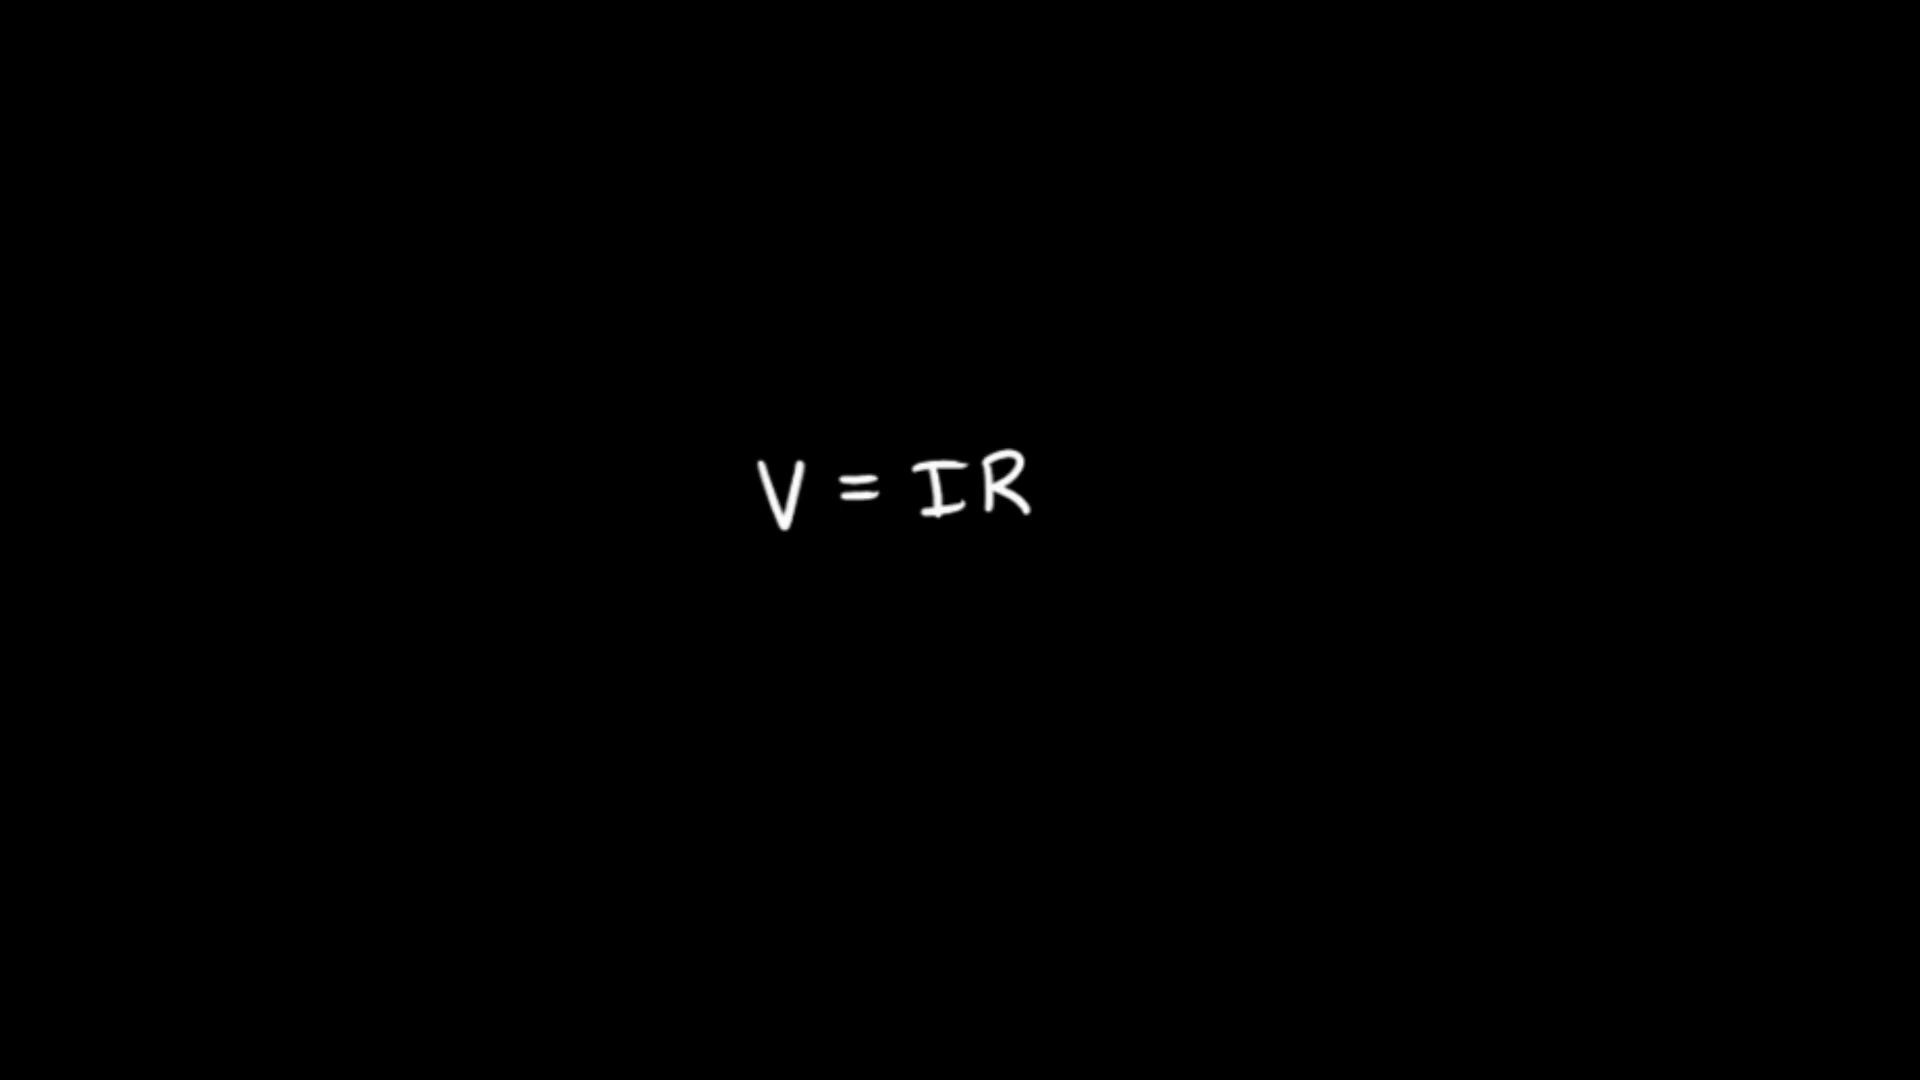 V = IR